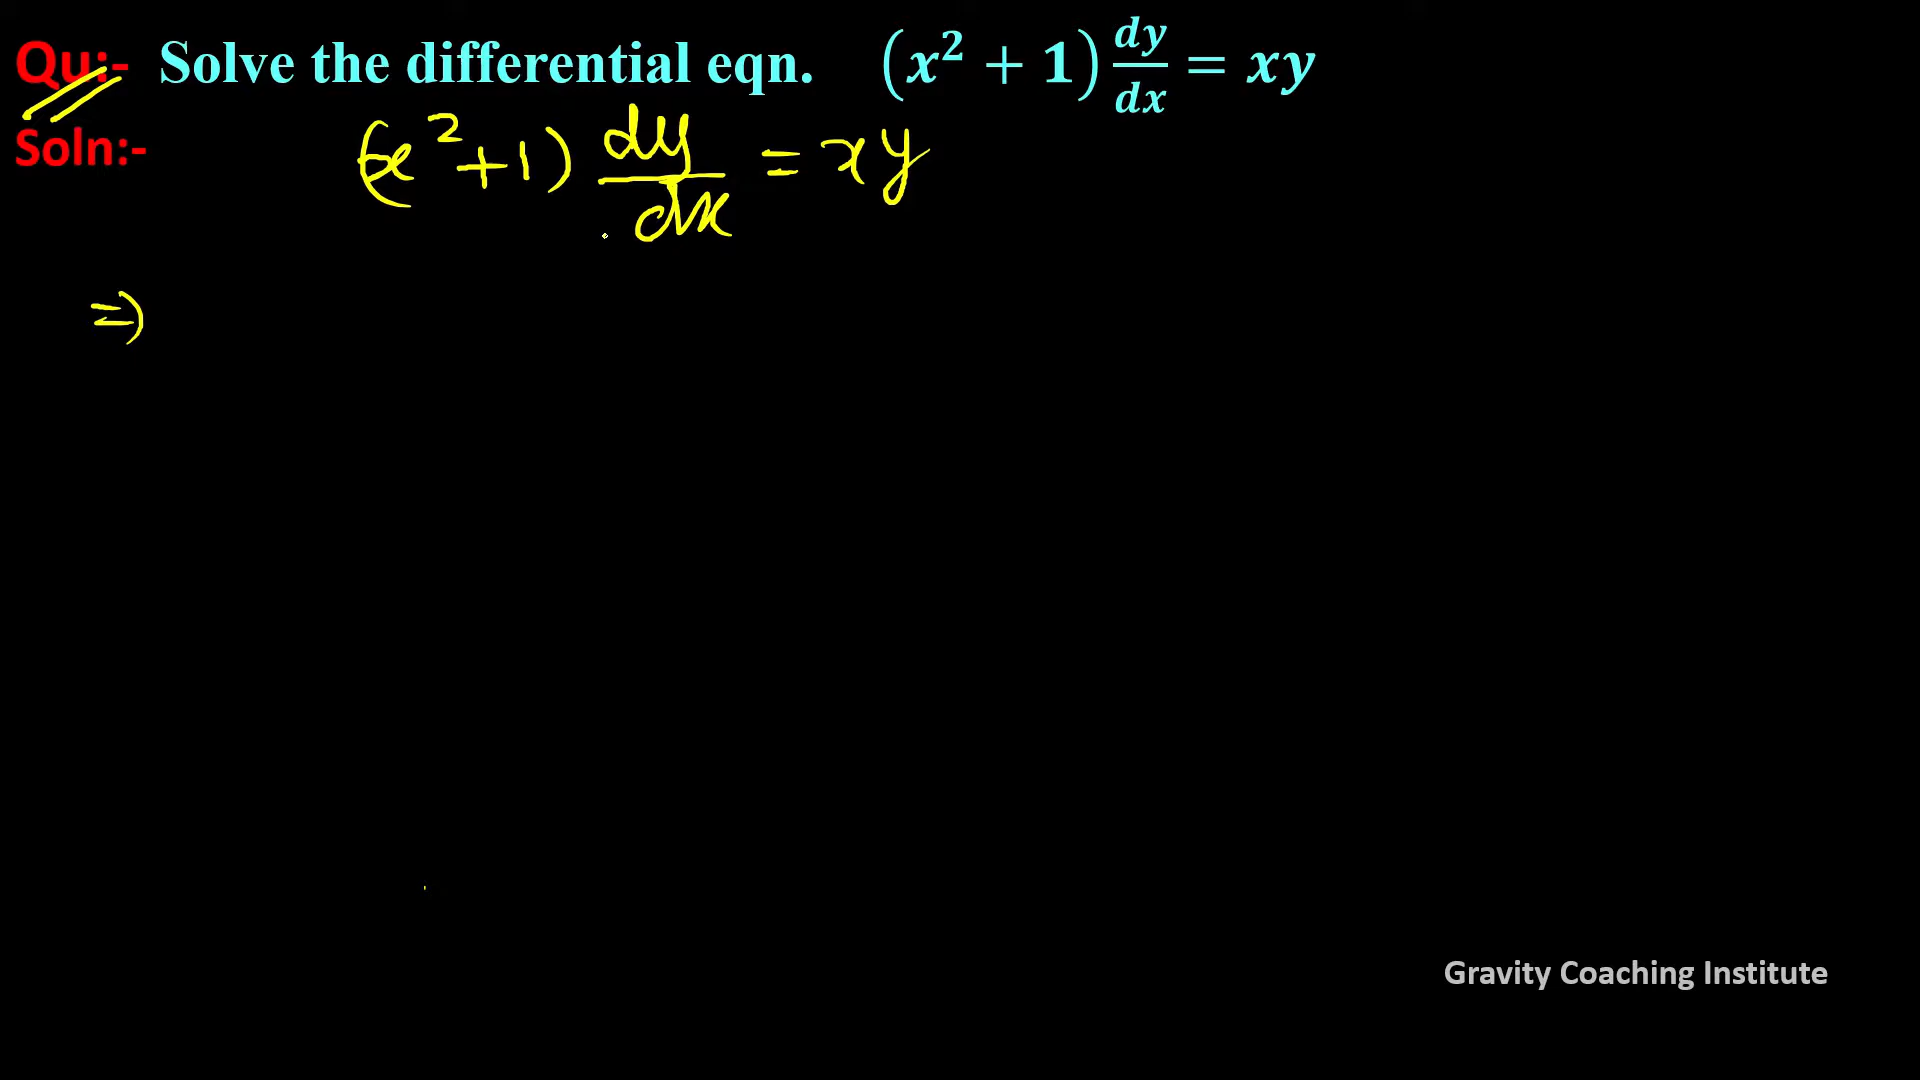 Qu:- Solve the differential eqn. (x² + 1) dy/dx = xy
Soln:- (x²+1) dy/dx = xy
=>
Gravity Coaching Institute